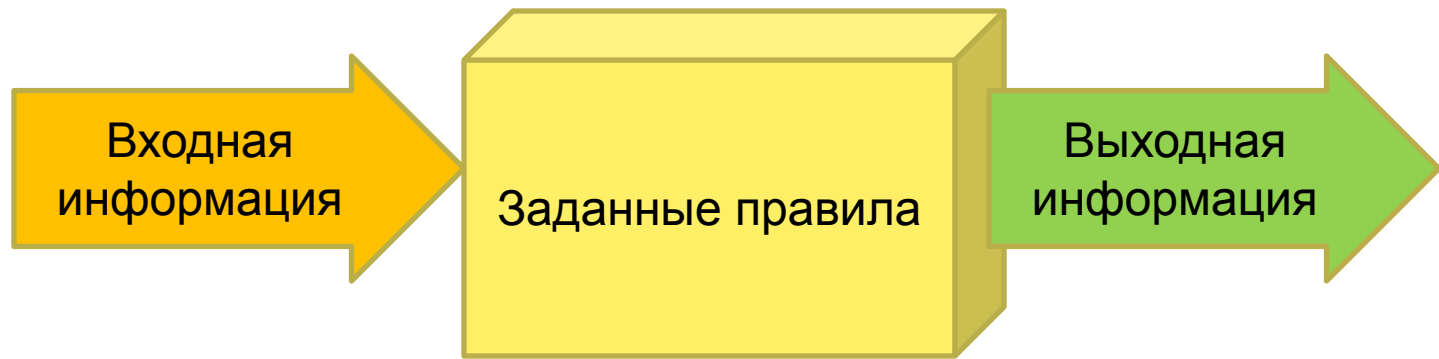 Входная
информация
Заданные правила
Выходная
информация